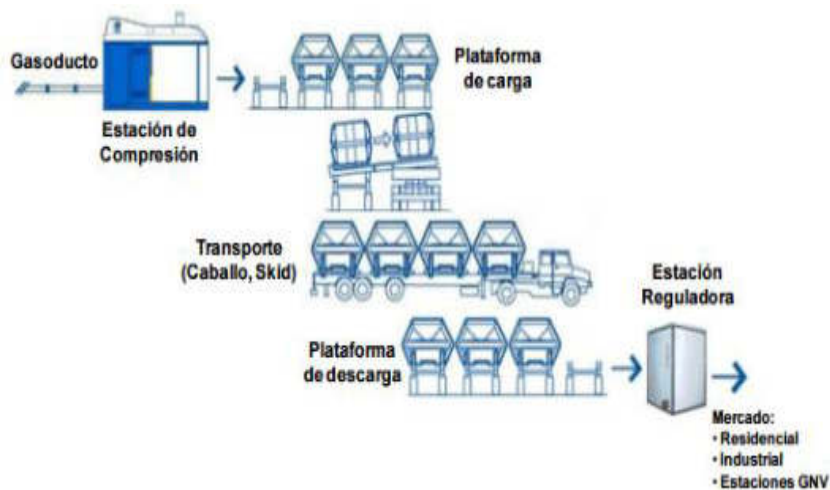 Gasoducto
Estación de
Compresión
Plataforma
de carga
Transporte
(Caballo, Skid)
Estación
Reguladora
Plataforma
de descarga
Mercado:
• Residencial
• Industrial
• Estaciones GNV